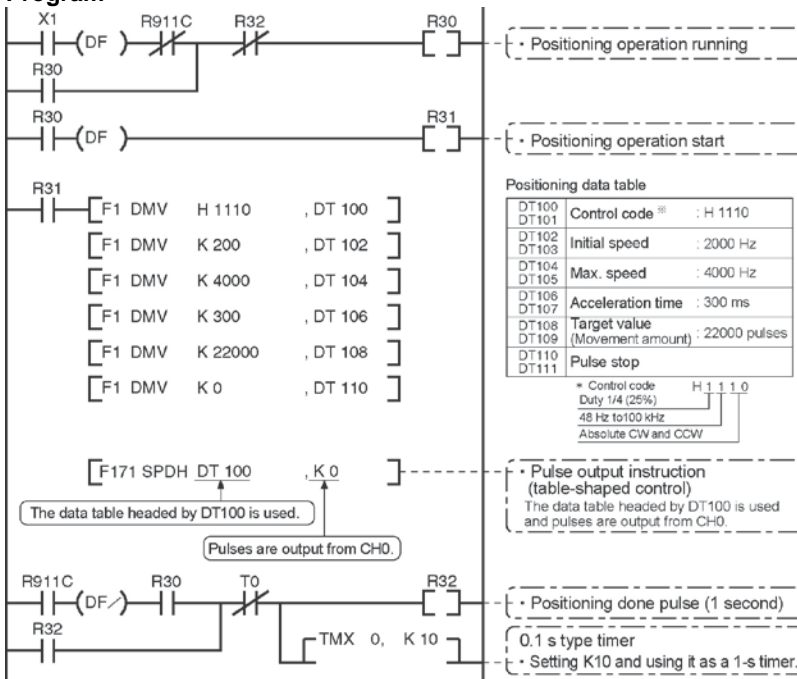 Program
X1 R911C R32 R30
(DF )
· Positioning operation running
R30
R30 R31
(DF )
· Positioning operation start
R31
F1 DMV H 1110 , DT 100
F1 DMV K 200 , DT 102
F1 DMV K 4000 , DT 104
F1 DMV K 300 , DT 106
F1 DMV K 22000 , DT 108
F1 DMV K 0 , DT 110
Positioning data table
DT100 DT101 Control code ※ : H 1110
DT102 DT103 Initial speed : 2000 Hz
DT104 DT105 Max. speed : 4000 Hz
DT106 DT107 Acceleration time : 300 ms
DT108 DT109 Target value (Movement amount) : 22000 pulses
DT110 DT111 Pulse stop
* Control code H 1 1 1 0
Duty 1/4 (25%)
48 Hz to100 kHz
Absolute CW and CCW
F171 SPDH DT 100 , K 0
The data table headed by DT100 is used.
Pulses are output from CH0.
· Pulse output instruction
(table-shaped control)
The data table headed by DT100 is used
and pulses are output from CH0.
R911C R30 T0 R32
(DF/)
· Positioning done pulse (1 second)
R32
TMX 0, K 10
0.1 s type timer
· Setting K10 and using it as a 1-s timer.